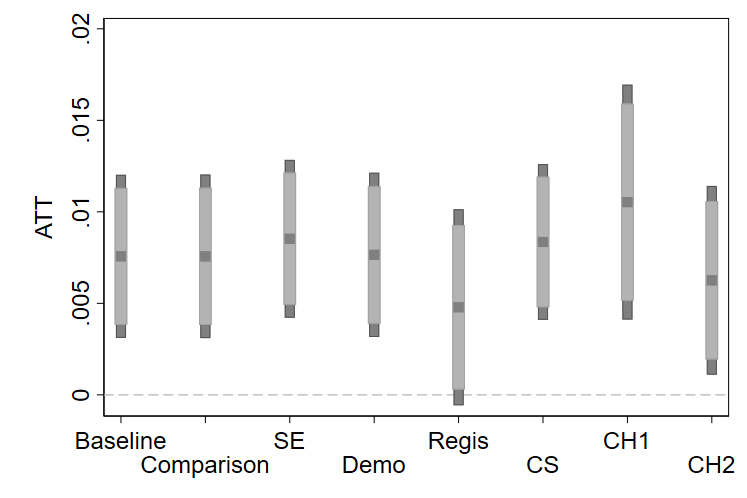 .02
.015
.01
.005
0
ATT
Baseline
Comparison
SE
Demo
Regis
CS
CH1
CH2